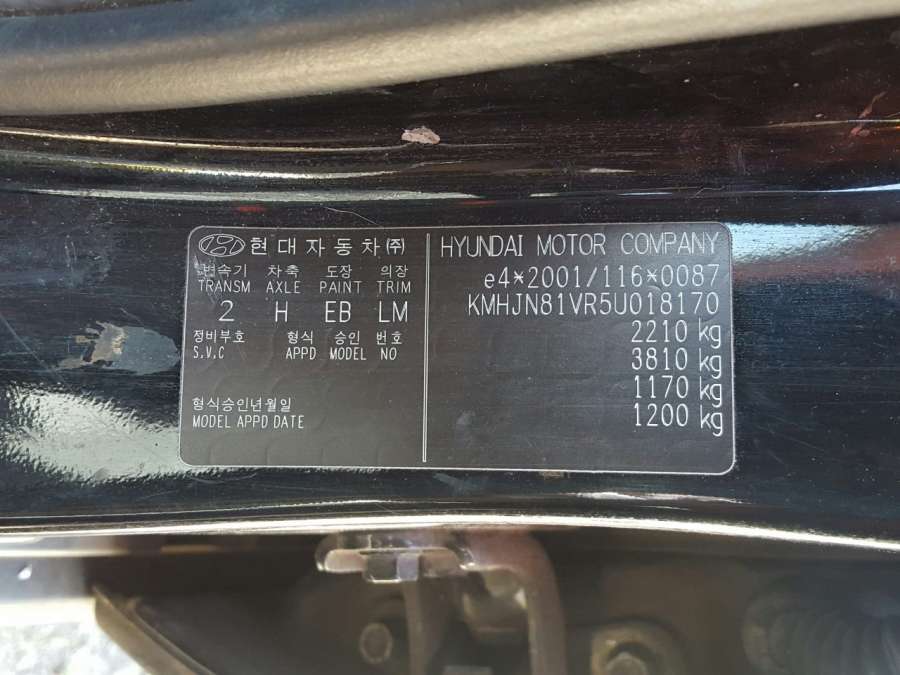 현대자동차㈜
변속기 차축 도장 의장
TRANSM AXLE PAINT TRIM
2 H EB LM
정비부호 형식 승인 번호
S.V.C APPD MODEL NO
형식승인년월일
MODEL APPD DATE
HYUNDAI MOTOR COMPANY
e4*2001/116*0087
KMHJN81VR5U018170
2210 kg
3810 kg
1170 kg
1200 kg